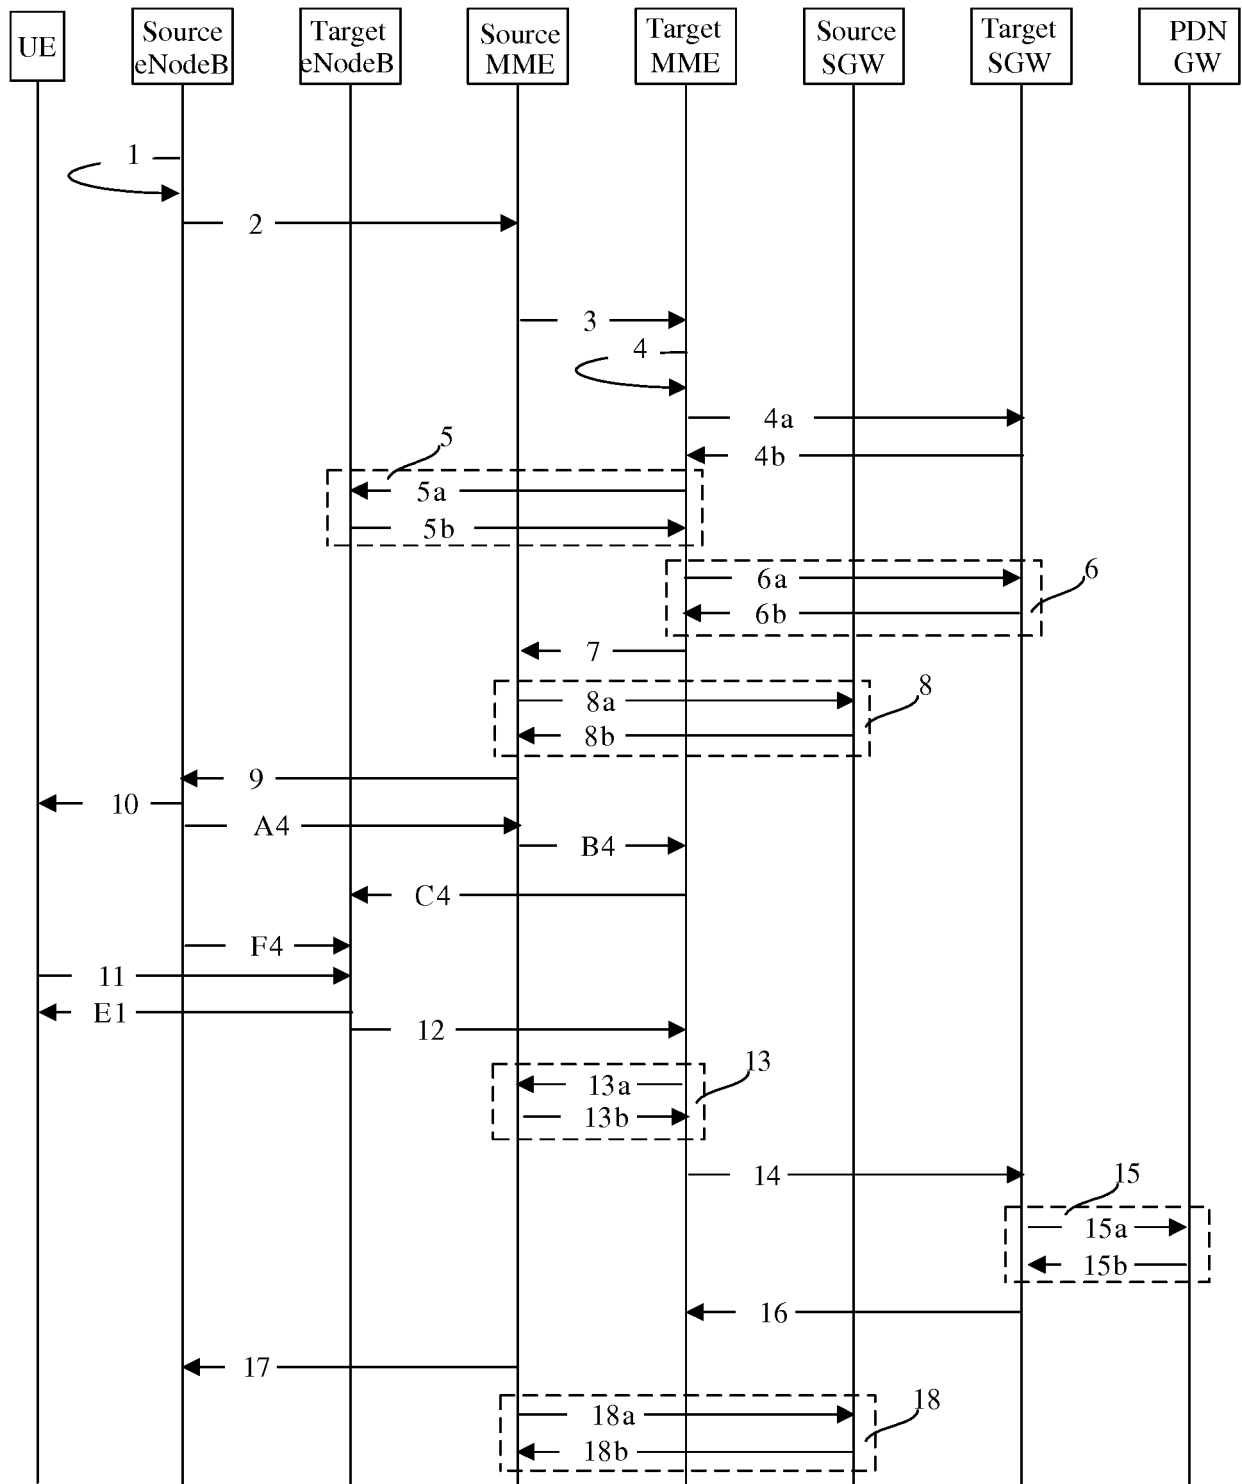 UE
Source
eNodeB
Target
eNodeB
Source
MME
Target
MME
Source
SGW
Target
SGW
PDN
GW
1
2
3
4
4a
4b
5
5a
5b
6
6a
6b
7
8
8a
8b
9
10
A4
B4
C4
F4
11
E1
12
13
13a
13b
14
15
15a
15b
16
17
18
18a
18b